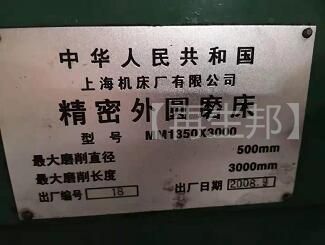 中华人民共和国
上海机床厂有限公司
精密外圆磨床
型号 MM1350X3000
最大磨削直径 500mm
最大磨削长度 3000mm
出厂编号 18 出厂日期 2008.9